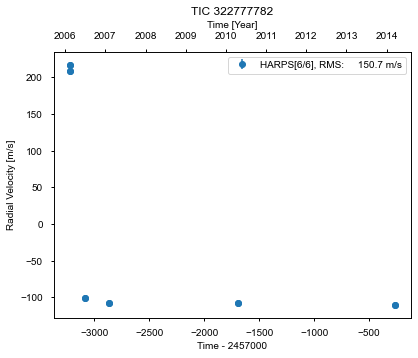 TIC 322777782
Time [Year]
2006 2007 2008 2009 2010 2011 2012 2013 2014
HARPS[6/6], RMS: 150.7 m/s
200
150
100
50
0
−50
−100
Radial Velocity [m/s]
−3000 −2500 −2000 −1500 −1000 −500
Time - 2457000